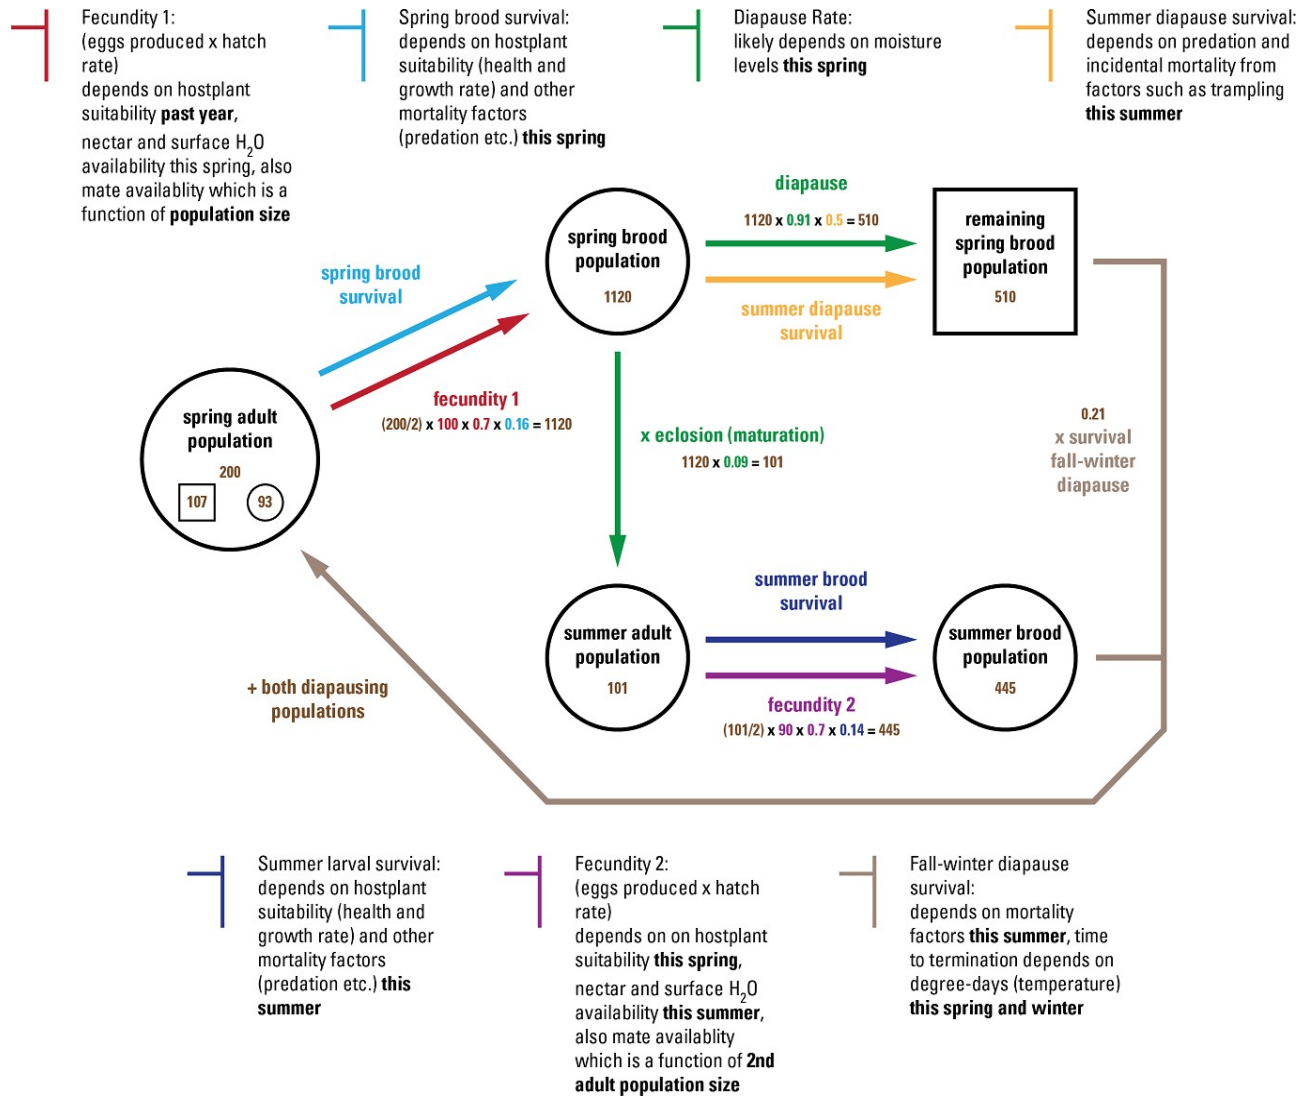 Fecundity 1:
(eggs produced x hatch
rate)
depends on hostplant
suitability past year,
nectar and surface H₂O
availability this spring, also
mate availablity which is a
function of population size
Spring brood survival:
depends on hostplant
suitability (health and
growth rate) and other
mortality factors
(predation etc.) this spring
Diapause Rate:
likely depends on moisture
levels this spring
Summer diapause survival:
depends on predation and
incidental mortality from
factors such as trampling
this summer
spring brood
survival
fecundity 1
(200/2) x 100 x 0.7 x 0.16 = 1120
spring adult
population
200
107
93
spring brood
population
1120
diapause
1120 x 0.91 x 0.5 = 510
summer diapause
survival
remaining
spring brood
population
510
x eclosion (maturation)
1120 x 0.09 = 101
0.21
x survival
fall-winter
diapause
summer adult
population
101
summer brood
survival
fecundity 2
(101/2) x 90 x 0.7 x 0.14 = 445
summer brood
population
445
+ both diapausing
populations
Summer larval survival:
depends on hostplant
suitability (health and
growth rate) and other
mortality factors
(predation etc.) this
summer
Fecundity 2:
(eggs produced x hatch
rate)
depends on on hostplant
suitability this spring,
nectar and surface H₂O
availability this summer,
also mate availablity
which is a function of 2nd
adult population size
Fall-winter diapause
survival:
depends on mortality
factors this summer, time
to termination depends on
degree-days (temperature)
this spring and winter